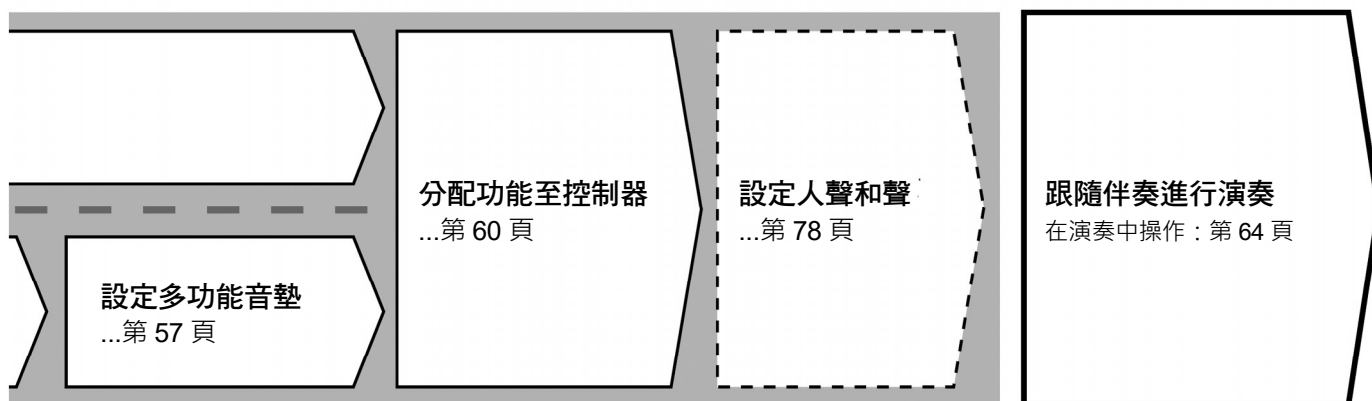 設定多功能音墊
...第 57 頁
分配功能至控制器
...第 60 頁
設定人聲和聲
...第 78 頁
跟隨伴奏進行演奏
在演奏中操作：第 64 頁